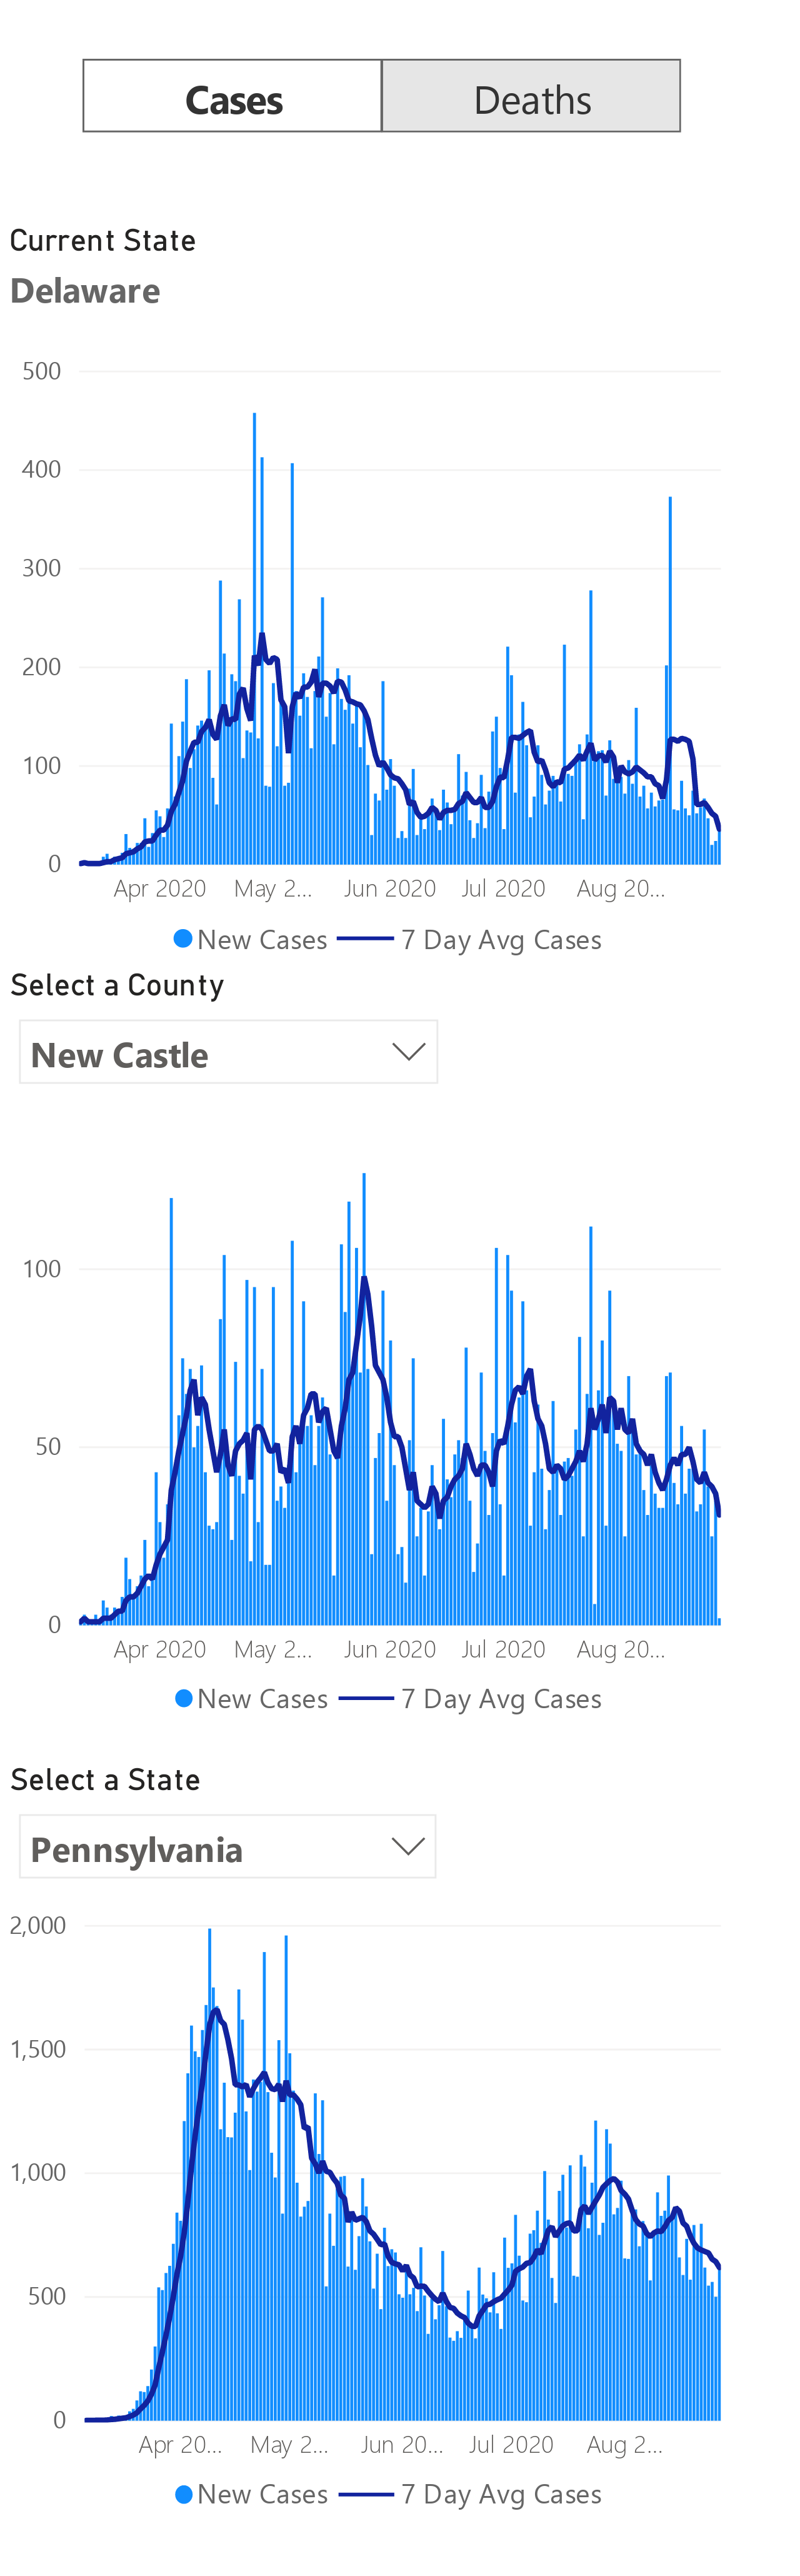 Cases Deaths
Current State
Delaware
500
400
300
200
100
0
Apr 2020 May 2... Jun 2020 Jul 2020 Aug 20...
New Cases 7 Day Avg Cases
Select a County
New Castle
100
50
0
Apr 2020 May 2... Jun 2020 Jul 2020 Aug 20...
New Cases 7 Day Avg Cases
Select a State
Pennsylvania
2,000
1,500
1,000
500
0
Apr 20... May 2... Jun 20... Jul 2020 Aug 2...
New Cases 7 Day Avg Cases